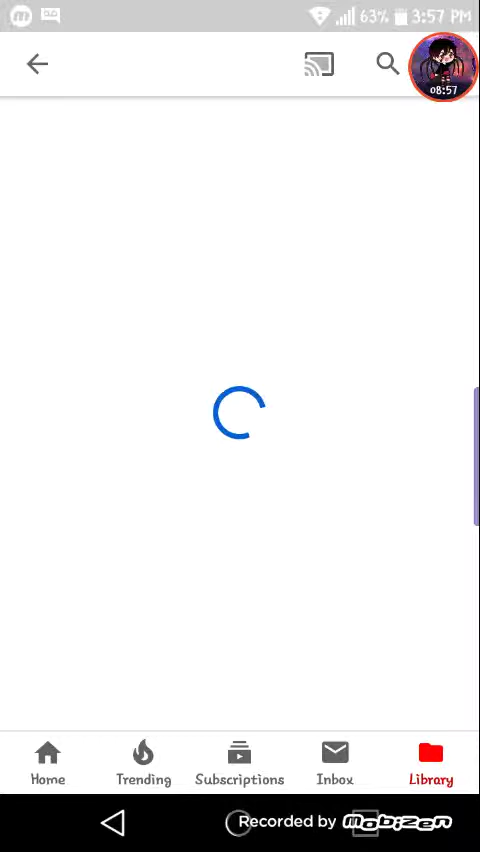 63% 3:57 PM
08:57
Home Trending Subscriptions Inbox Library
Recorded by Mobizen